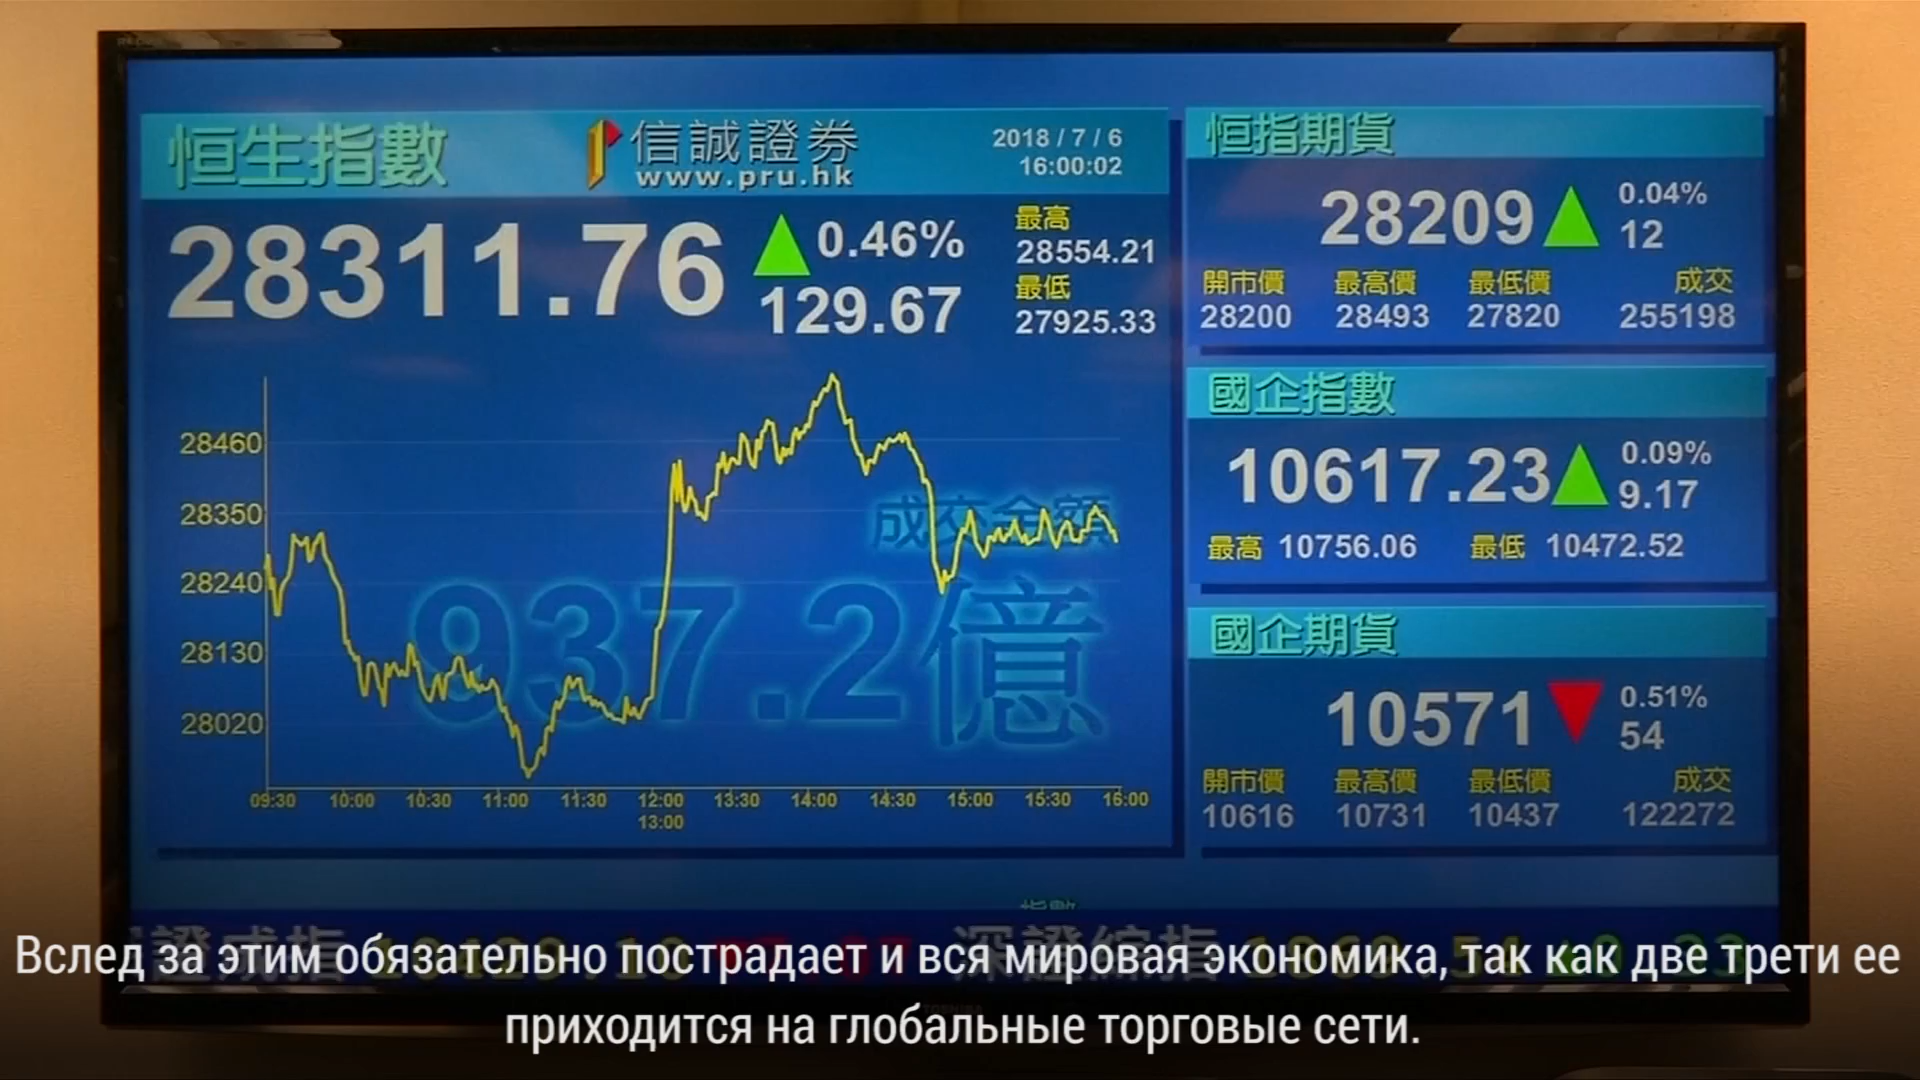 恒生指數
信誠證券
www.pru.hk
2018 / 7 / 6
16:00:02
28311.76
0.46%
129.67
最高
28554.21
最低
27925.33
28460
28350
28240
28130
28020
成交金額
937.2億
09:30 10:00 10:30 11:00 11:30 12:00 13:30 14:00 14:30 15:00 15:30 16:00
13:00
恒指期貨
28209
0.04%
12
開市價 最高價 最低價 成交
28200 28493 27820 255198
國企指數
10617.23
0.09%
9.17
最高 10756.06 最低 10472.52
國企期貨
10571
0.51%
54
開市價 最高價 最低價 成交
10616 10731 10437 122272
指數
Вслед за этим обязательно пострадает и вся мировая экономика, так как две трети ее
приходится на глобальные торговые сети.